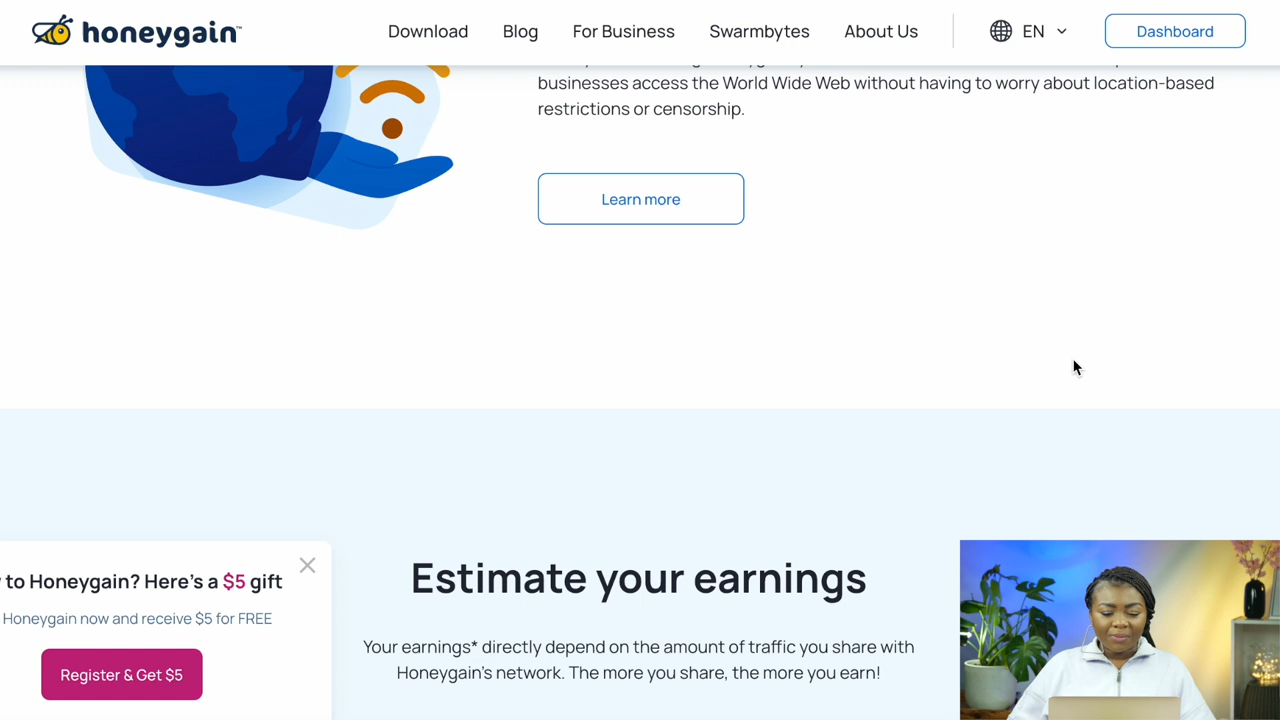 honeygain
Download Blog For Business Swarmbytes About Us EN Dashboard
businesses access the World Wide Web without having to worry about location-based
restrictions or censorship.
Learn more
to Honeygain? Here's a $5 gift
Honeygain now and receive $5 for FREE
Register & Get $5
Estimate your earnings
Your earnings* directly depend on the amount of traffic you share with
Honeygain's network. The more you share, the more you earn!